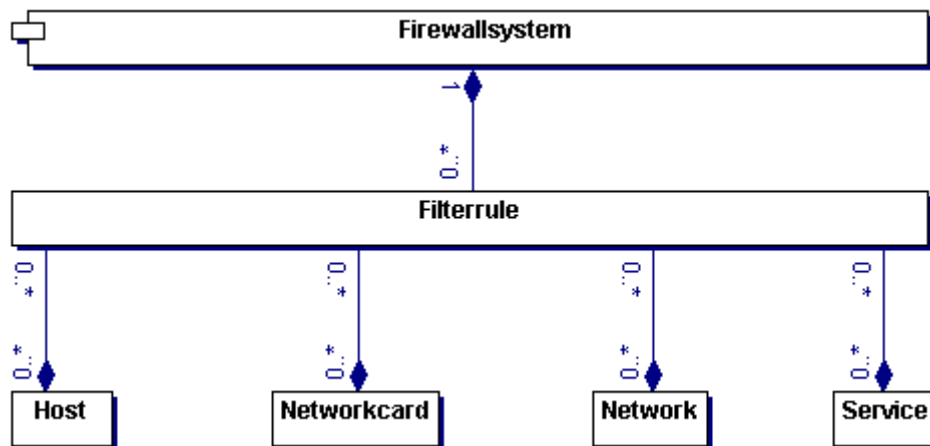 Firewallsystem
1
0..*
Filterrule
0..* 0..* 0..* 0..*
0..* 0..* 0..* 0..*
Host Networkcard Network Service